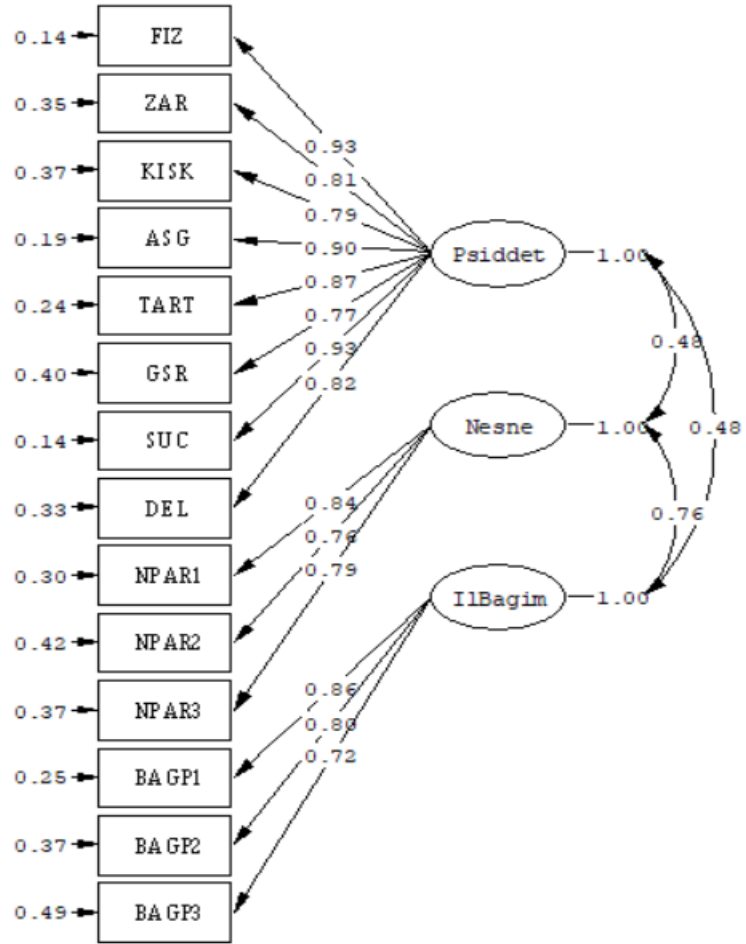 0.14 FIZ
0.35 ZAR
0.37 KISK
0.19 ASG
0.24 TART
0.40 GSR
0.14 SUC
0.33 DEL
0.30 NPAR1
0.42 NPAR2
0.37 NPAR3
0.25 BAGP1
0.37 BAGP2
0.49 BAGP3
0.93
0.81
0.79
0.90
0.87
0.77
0.93
0.82
0.84
0.76
0.79
0.86
0.80
0.72
Psiddet 1.00
Nesne 1.00
IlBagim 1.00
0.48
0.48
0.76